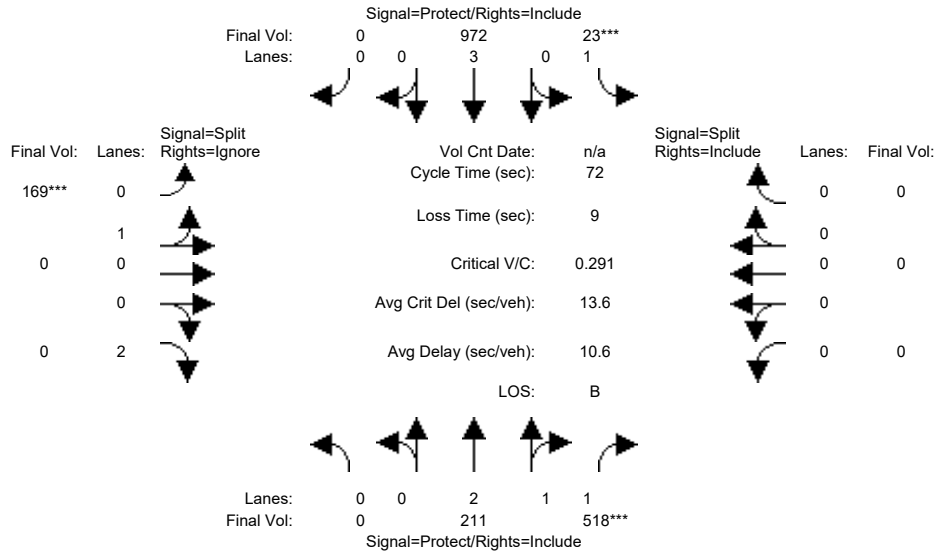 Signal=Protect/Rights=Include
Final Vol: 0 972 23***
Lanes: 0 0 3 0 1
Signal=Split
Final Vol: Lanes: Rights=Ignore
Vol Cnt Date: n/a
Signal=Split
Rights=Include Lanes: Final Vol:
Cycle Time (sec): 72
169*** 0
0 0
Loss Time (sec): 9
1
0
0 0
Critical V/C: 0.291
0 0
0
Avg Crit Del (sec/veh): 13.6
0
0 2
Avg Delay (sec/veh): 10.6
0 0
LOS: B
Lanes: 0 0 2 1 1
Final Vol: 0 211 518***
Signal=Protect/Rights=Include